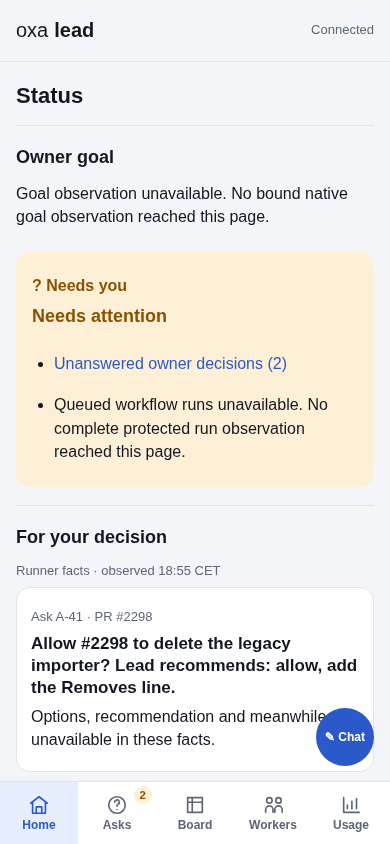 oxa lead
Connected
Status
Owner goal
Goal observation unavailable. No bound native
goal observation reached this page.
? Needs you
Needs attention
• Unanswered owner decisions (2)
• Queued workflow runs unavailable. No
complete protected run observation
reached this page.
For your decision
Runner facts · observed 18:55 CET
Ask A-41 · PR #2298
Allow #2298 to delete the legacy
importer? Lead recommends: allow, add
the Removes line.
Options, recommendation and meanwhile
unavailable in these facts.
✎ Chat
Home
Asks
2
Board
Workers
Usage